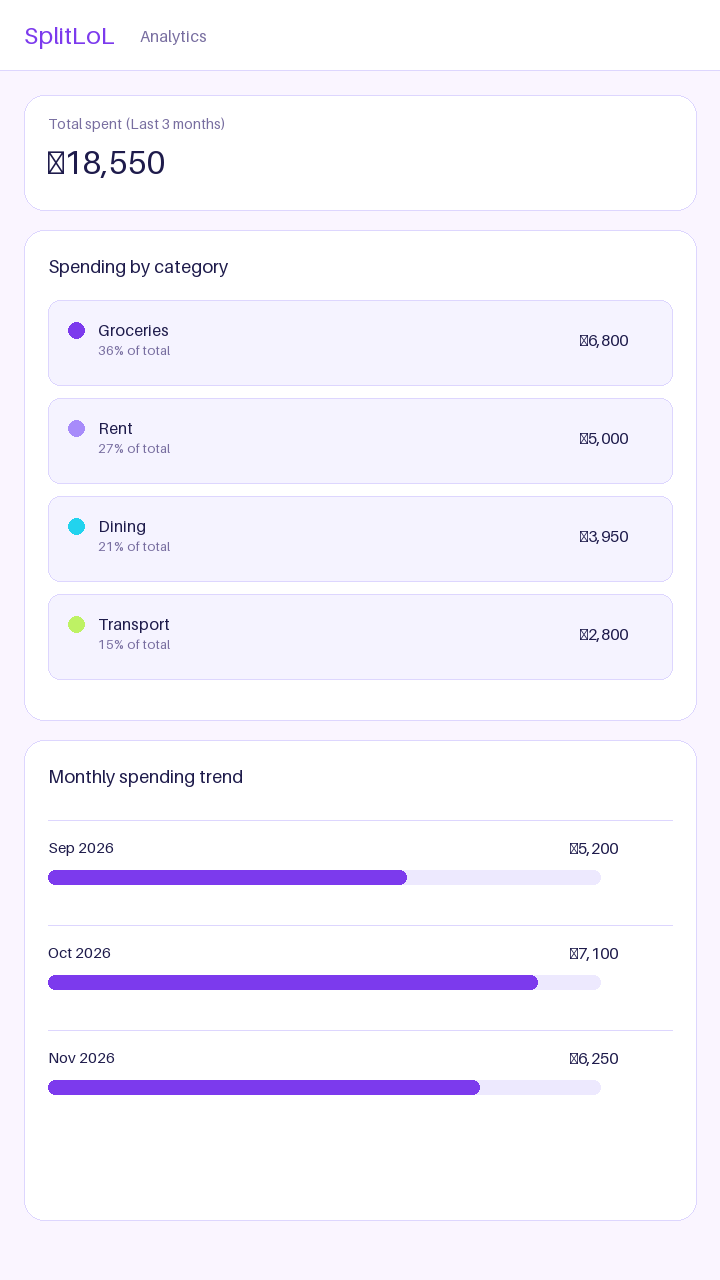 SplitLoL
Analytics
Total spent (Last 3 months)
18,550
Spending by category
Groceries
36% of total
6,800
Rent
27% of total
5,000
Dining
21% of total
3,950
Transport
15% of total
2,800
Monthly spending trend
Sep 2026
5,200
Oct 2026
7,100
Nov 2026
6,250